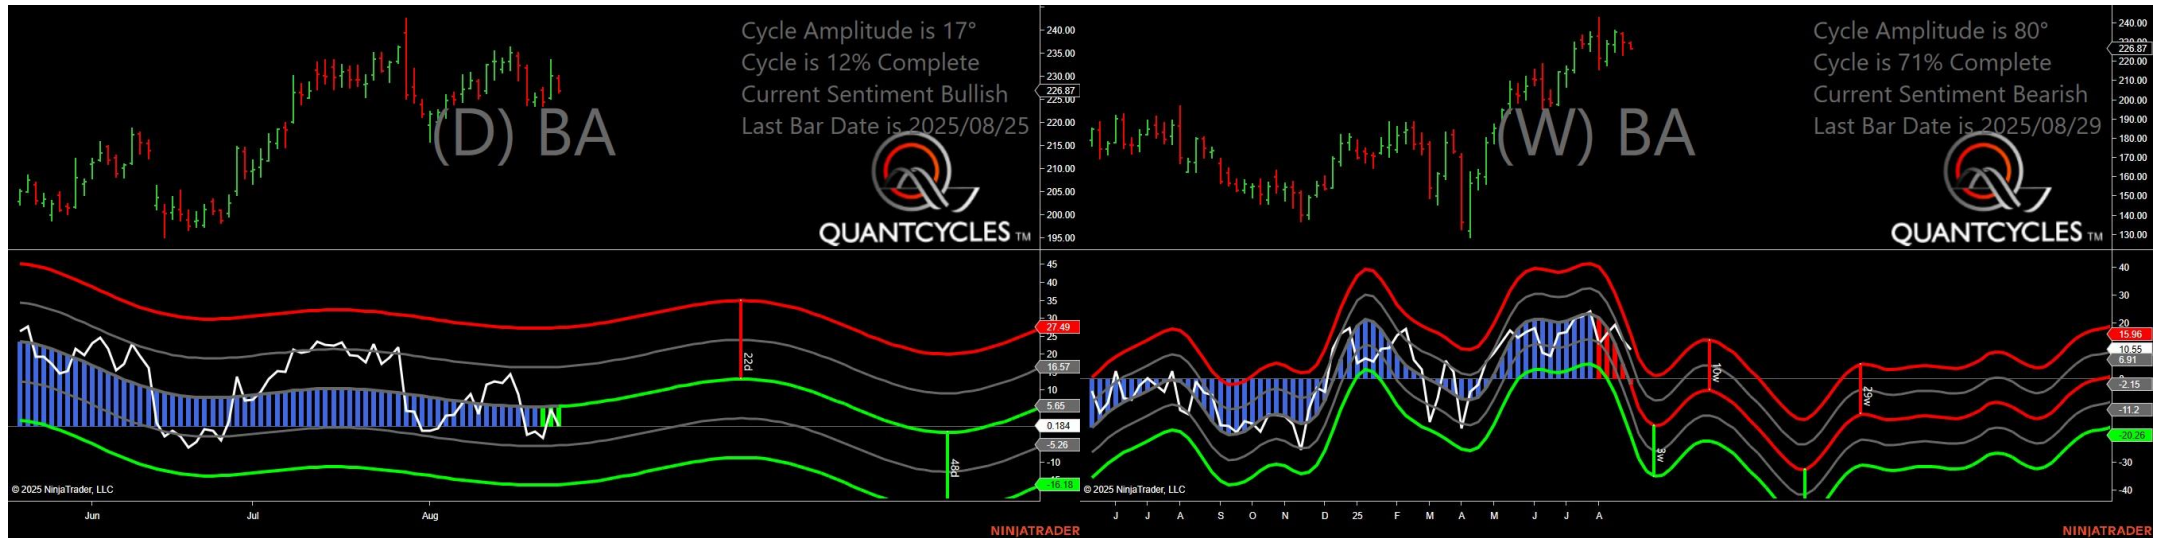 Cycle Amplitude is 17°
Cycle is 12% Complete
Current Sentiment Bullish
Last Bar Date is 2025/08/25
(D) BA
QUANTCYCLES TM
240.00
235.00
230.00
226.87
225.00
220.00
215.00
210.00
205.00
200.00
195.00
45
40
35
30
27.49
25
20
16.57
10
5.65
0.184
-5.26
-10
-16.18
22d
48d
© 2025 NinjaTrader, LLC
Jun
Jul
Aug
NINJATRADER
Cycle Amplitude is 80°
Cycle is 71% Complete
Current Sentiment Bearish
Last Bar Date is 2025/08/29
(W) BA
QUANTCYCLES TM
240.00
230.00
226.87
220.00
210.00
200.00
190.00
180.00
170.00
160.00
150.00
140.00
130.00
40
30
20
15.96
10.55
6.91
-2.15
-11.2
-20.26
-30
-40
10w
29w
3w
© 2025 NinjaTrader, LLC
J
J
A
S
O
N
D
25
F
M
A
M
J
J
A
NINJATRADER